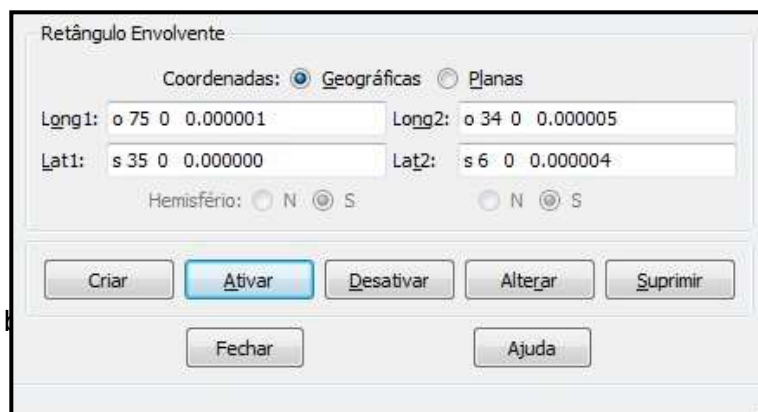 Retângulo Envolvente
Coordenadas: Geográficas Planas
Long1: o 75 0 0.000001 Long2: o 34 0 0.000005
Lat1: s 35 0 0.000000 Lat2: s 6 0 0.000004
Hemisfério: N S N S
Criar Ativar Desativar Alterar Suprimir
Fechar Ajuda